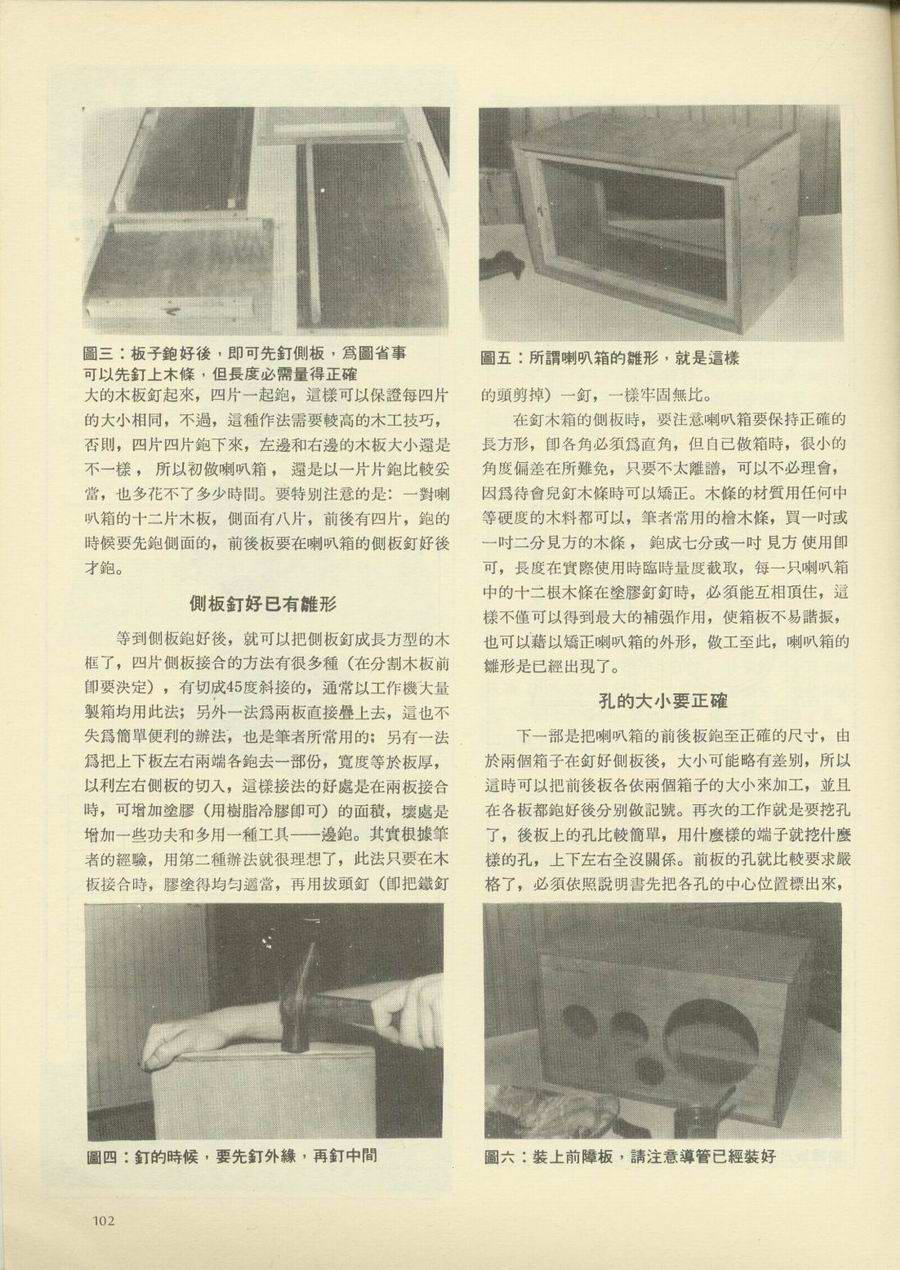 圖三：板子鉋好後，即可先釘側板，爲圖省事
可以先釘上木條，但長度必需量得正確
大的木板釘起來，四片一起鉋，這樣可以保證每四片
的大小相同，不過，這種作法需要較高的木工技巧，
否則，四片四片鉋下來，左邊和右邊的木板大小還是
不一樣， 所以初做喇叭箱， 還是以一片片鉋比較妥
當，也多花不了多少時間。要特别注意的是：一對喇
叭箱的十二片木板，側面有八片，前後有四片，鉋的
時候要先鉋側面的，前後板要在喇叭箱的側板釘好後
才鉋。
側板釘好已有雛形
等到側板鉋好後，就可以把側板釘成長方型的木
框了，四片側板接合的方法有很多種（在分割木板前
卽要決定），有切成45度斜接的，通常以工作機大量
製箱均用此法；另外一法爲兩板直接疊上去，這也不
失爲簡單便利的辦法，也是筆者所常用的；另有一法
爲把上下板左右兩端各鉋去一部份，寬度等於板厚，
以利左右側板的切入，這樣接法的好處是在兩板接合
時，可增加塗膠（用樹脂冷膠卽可）的面積，壞處是
增加一些功夫和多用一種工具——邊鉋。其實根據筆
者的經驗，用第二種辦法就很理想了，此法只要在木
板接合時，膠塗得均勻適當，再用拔頭釘（卽把鐵釘
圖四：釘的時候，要先釘外緣，再釘中間
102
圖五：所謂喇叭箱的雛形，就是這樣
的頭剪掉）一釘，一樣牢固無比。
在釘木箱的側板時，要注意喇叭箱要保持正確的
長方形，卽各角必須爲直角，但自己做箱時，很小的
角度偏差在所難免，只要不太離譜，可以不必理會，
因爲待會兒釘木條時可以矯正。木條的材質用任何中
等硬度的木料都可以，筆者常用的檜木條，買一吋或
一吋二分見方的木條， 鉋成七分或一吋見方使用卽
可，長度在實際使用時臨時量度截取，每一只喇叭箱
中的十二根木條在塗膠釘釘時，必須能互相頂住，這
樣不僅可以得到最大的補强作用，使箱板不易諧振，
也可以藉以矯正喇叭箱的外形，做工至此，喇叭箱的
雛形是已經出現了。
孔的大小要正確
下一部是把喇叭箱的前後板鉋至正確的尺寸，由
於兩個箱子在釘好側板後，大小可能略有差別，所以
這時可以把前後板各依兩個箱子的大小來加工，並且
在各板都鉋好後分別做記號。再次的工作就是要挖孔
了，後板上的孔比較簡單，用什麼樣的端子就挖什麼
樣的孔，上下左右全沒關係。前板的孔就比較要求嚴
格了，必須依照說明書先把各孔的中心位置標出來，
圖六：裝上前障板，請注意導管已經裝好